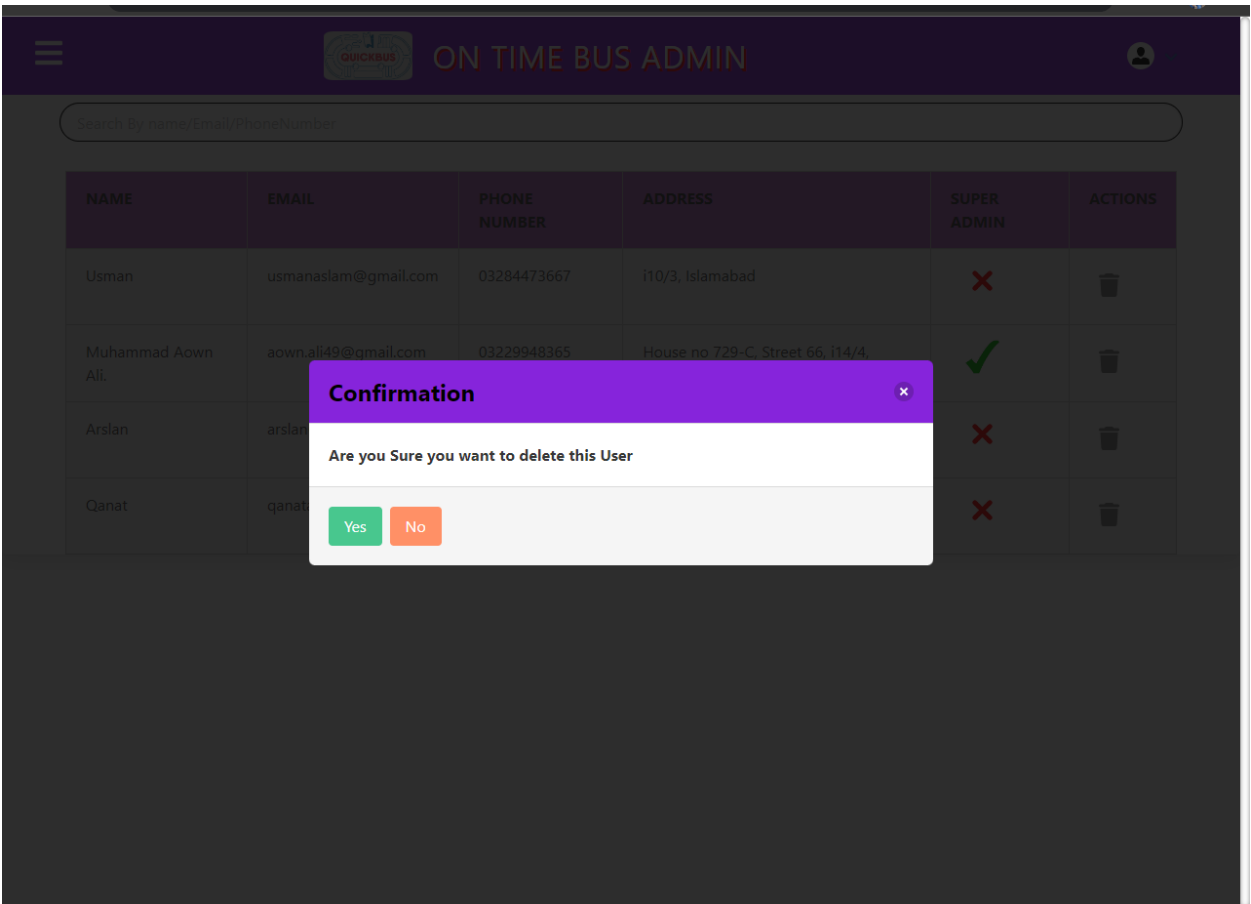 QUICKBUS
ON TIME BUS ADMIN
Search By name/Email/PhoneNumber
NAME EMAIL PHONE NUMBER ADDRESS SUPER ADMIN ACTIONS
Usman usmanaslam@gmail.com 03284473667 i10/3, Islamabad
Muhammad Aown Ali. aown.ali49@gmail.com 03229948365 House no 729-C, Street 66, i14/4,
Arslan arslan
Qanat qanat
Confirmation
Are you Sure you want to delete this User
Yes No